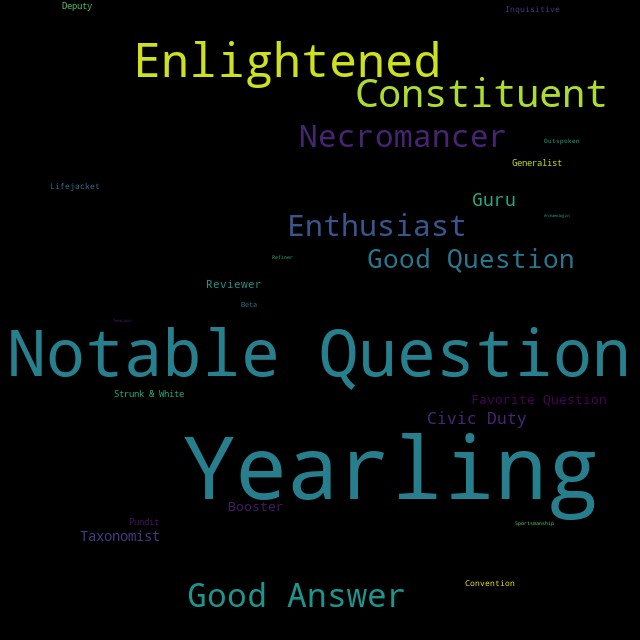 Deputy
Inquisitive
Enlightened
Constituent
Necromancer
Outspoken
Generalist
Lifejacket
Guru
Archaeologist
Enthusiast
Good Question
Refiner
Reviewer
Beta
Notable Question
Strunk & White
Favorite Question
Civic Duty
Yearling
Booster
Pundit
Sportsmanship
Taxonomist
Convention
Good Answer